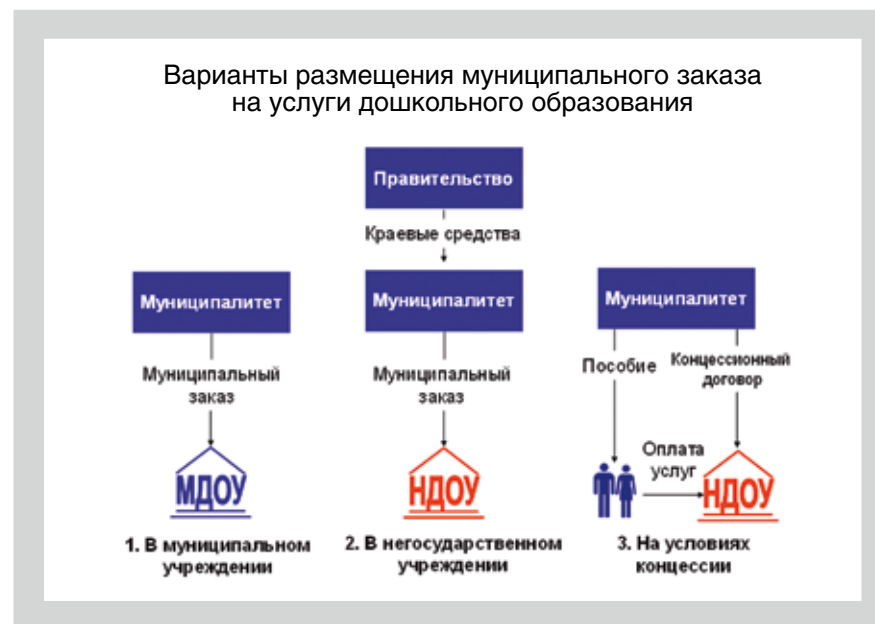 Варианты размещения муниципального заказа
на услуги дошкольного образования
Правительство
Краевые средства
Муниципалитет
Муниципалитет
Муниципалитет
Муниципальный
заказ
Муниципальный
заказ
Пособие
Концессионный
договор
Оплата
услуг
МДОУ
НДОУ
НДОУ
1. В муниципальном
учреждении
2. В негосударственном
учреждении
3. На условиях
концессии